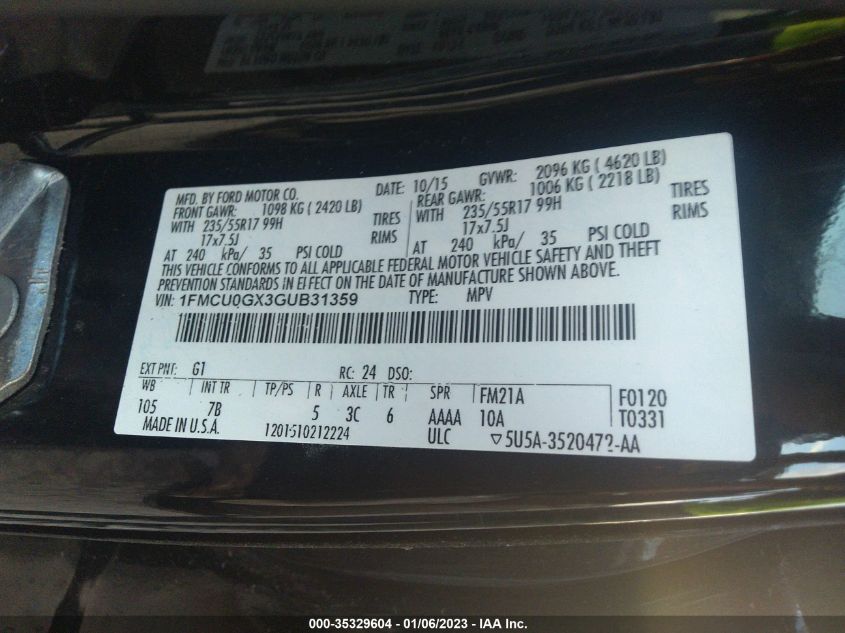 MFD. BY FORD MOTOR CO. DATE: 10/15 GVWR: 2096 KG ( 4620 LB)
FRONT GAWR: 1098 KG ( 2420 LB) REAR GAWR: 1006 KG ( 2218 LB)
WITH 235/55R17 99H TIRES WITH 235/55R17 99H TIRES
17x7.5J RIMS 17x7.5J RIMS
AT 240 kPa/ 35 PSI COLD AT 240 kPa/ 35 PSI COLD
THIS VEHICLE CONFORMS TO ALL APPLICABLE FEDERAL MOTOR VEHICLE SAFETY AND THEFT
PREVENTION STANDARDS IN EFFECT ON THE DATE OF MANUFACTURE SHOWN ABOVE.
VIN: 1FMCU0GX3GUB31359 TYPE: MPV
EXT PNT: G1 RC: 24 DSO:
WB INT TR TP/PS R AXLE TR SPR FM21A F0120
105 7B 5 3C 6 AAAA 10A T0331
MADE IN U.S.A. 1201510212224 ULC ▽5U5A-3520472-AA
000-35329604 - 01/06/2023 - IAA Inc.